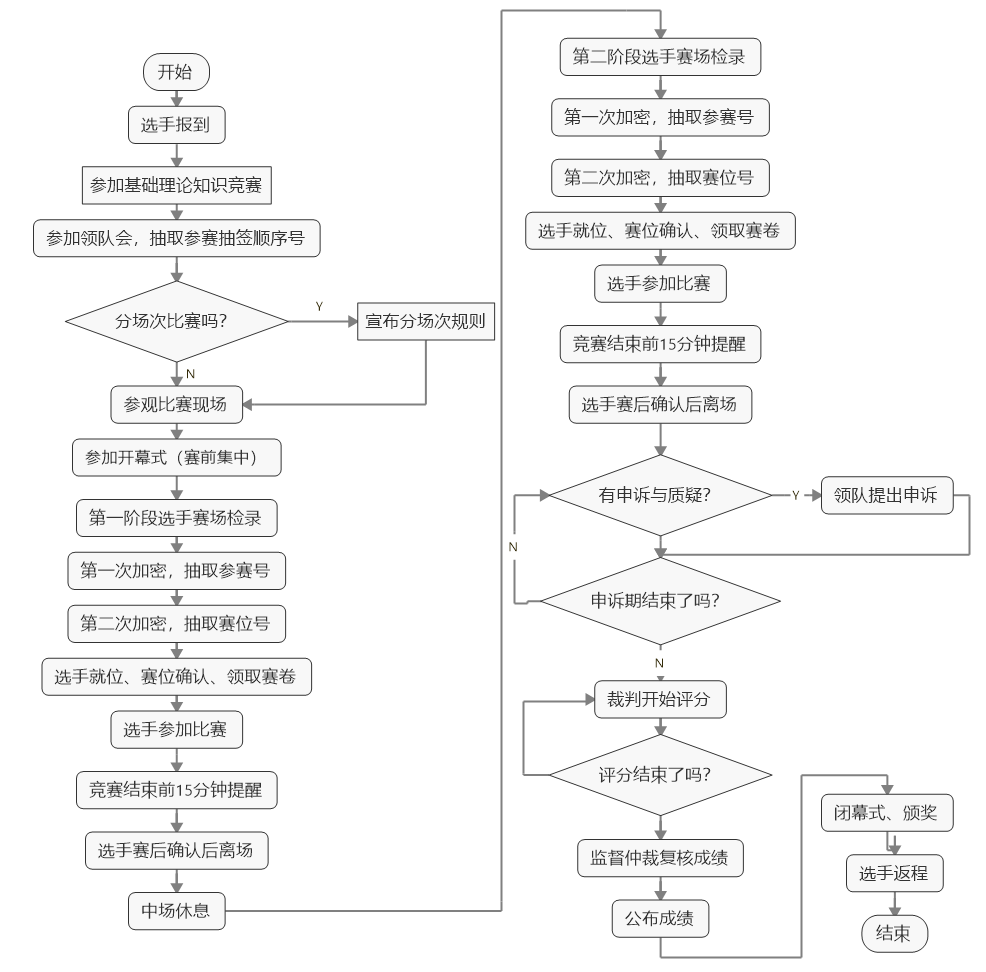 开始
选手报到
参加基础理论知识竞赛
参加领队会，抽取参赛抽签顺序号
分场次比赛吗？
Y
宣布分场次规则
N
参观比赛现场
参加开幕式（赛前集中）
第一阶段选手赛场检录
第一次加密，抽取参赛号
第二次加密，抽取赛位号
选手就位、赛位确认、领取赛卷
选手参加比赛
竞赛结束前15分钟提醒
选手赛后确认后离场
中场休息
第二阶段选手赛场检录
第一次加密，抽取参赛号
第二次加密，抽取赛位号
选手就位、赛位确认、领取赛卷
选手参加比赛
竞赛结束前15分钟提醒
选手赛后确认后离场
有申诉与质疑？
Y
领队提出申诉
N
申诉期结束了吗？
N
裁判开始评分
评分结束了吗？
监督仲裁复核成绩
公布成绩
闭幕式、颁奖
选手返程
结束